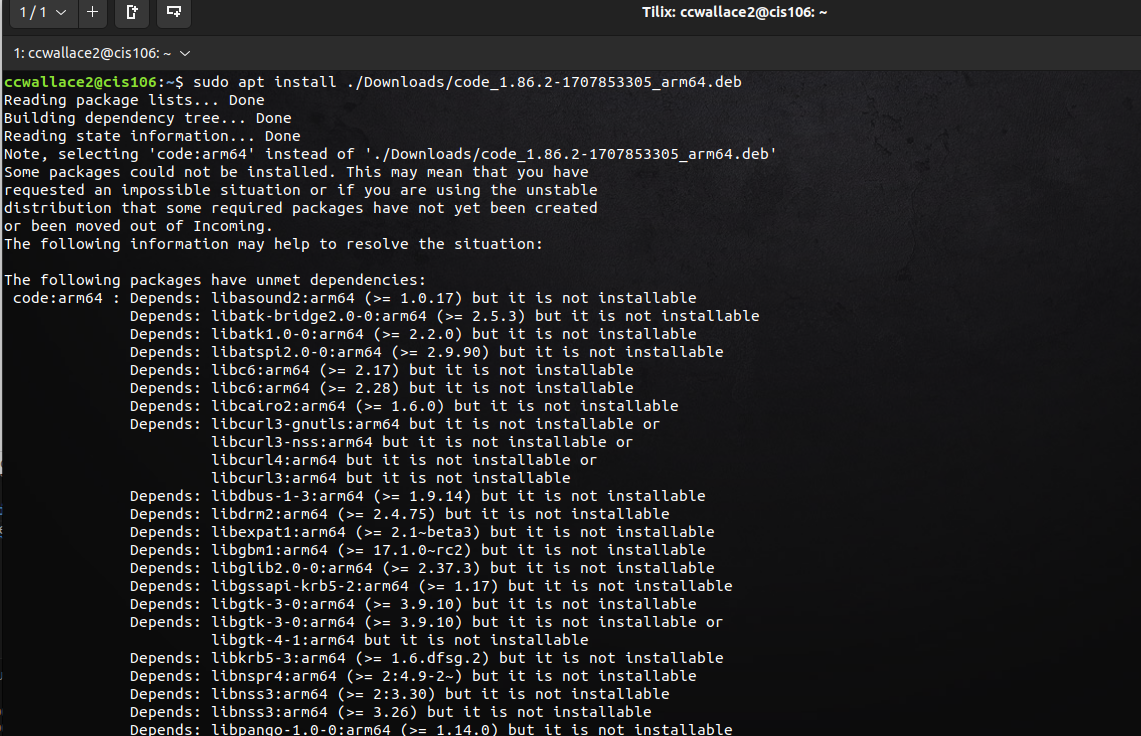 1 / 1
Tilix: ccwallace2@cis106: ~
1: ccwallace2@cis106: ~
ccwallace2@cis106:~$ sudo apt install ./Downloads/code_1.86.2-1707853305_arm64.deb
Reading package lists... Done
Building dependency tree... Done
Reading state information... Done
Note, selecting 'code:arm64' instead of './Downloads/code_1.86.2-1707853305_arm64.deb'
Some packages could not be installed. This may mean that you have
requested an impossible situation or if you are using the unstable
distribution that some required packages have not yet been created
or been moved out of Incoming.
The following information may help to resolve the situation:

The following packages have unmet dependencies:
 code:arm64 : Depends: libasound2:arm64 (>= 1.0.17) but it is not installable
              Depends: libatk-bridge2.0-0:arm64 (>= 2.5.3) but it is not installable
              Depends: libatk1.0-0:arm64 (>= 2.2.0) but it is not installable
              Depends: libatspi2.0-0:arm64 (>= 2.9.90) but it is not installable
              Depends: libc6:arm64 (>= 2.17) but it is not installable
              Depends: libc6:arm64 (>= 2.28) but it is not installable
              Depends: libcairo2:arm64 (>= 1.6.0) but it is not installable
              Depends: libcurl3-gnutls:arm64 but it is not installable or
                       libcurl3-nss:arm64 but it is not installable or
                       libcurl4:arm64 but it is not installable or
                       libcurl3:arm64 but it is not installable
              Depends: libdbus-1-3:arm64 (>= 1.9.14) but it is not installable
              Depends: libdrm2:arm64 (>= 2.4.75) but it is not installable
              Depends: libexpat1:arm64 (>= 2.1~beta3) but it is not installable
              Depends: libgbm1:arm64 (>= 17.1.0~rc2) but it is not installable
              Depends: libglib2.0-0:arm64 (>= 2.37.3) but it is not installable
              Depends: libgssapi-krb5-2:arm64 (>= 1.17) but it is not installable
              Depends: libgtk-3-0:arm64 (>= 3.9.10) but it is not installable
              Depends: libgtk-3-0:arm64 (>= 3.9.10) but it is not installable or
                       libgtk-4-1:arm64 but it is not installable
              Depends: libkrb5-3:arm64 (>= 1.6.dfsg.2) but it is not installable
              Depends: libnspr4:arm64 (>= 2:4.9-2~) but it is not installable
              Depends: libnss3:arm64 (>= 2:3.30) but it is not installable
              Depends: libnss3:arm64 (>= 3.26) but it is not installable
              Depends: libpango-1.0-0:arm64 (>= 1.14.0) but it is not installable